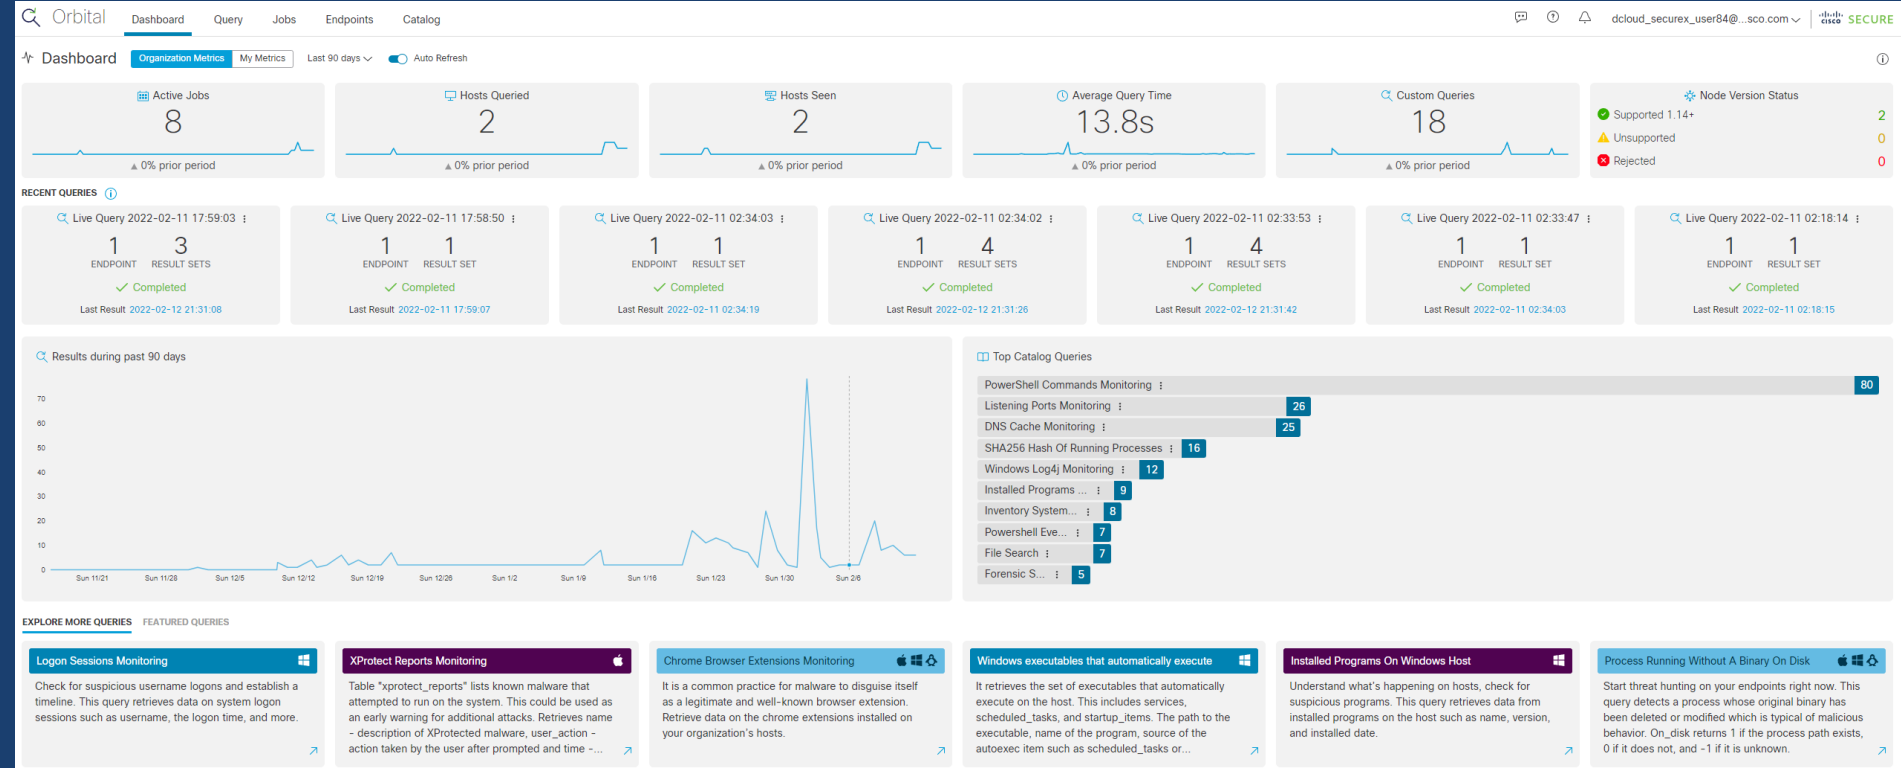 Orbital Dashboard Query Jobs Endpoints Catalog dcloud_securex_user84@...sco.com cisco SECURE
Dashboard Organization Metrics My Metrics Last 90 days Auto Refresh
Active Jobs
8
0% prior period
Hosts Queried
2
0% prior period
Hosts Seen
2
0% prior period
Average Query Time
13.8s
0% prior period
Custom Queries
18
0% prior period
Node Version Status
Supported 1.14+ 2
Unsupported 0
Rejected 0
RECENT QUERIES
Live Query 2022-02-11 17:59:03
1 3
ENDPOINT RESULT SETS
Completed
Last Result 2022-02-12 21:31:08
Live Query 2022-02-11 17:58:50
1 1
ENDPOINT RESULT SET
Completed
Last Result 2022-02-11 17:59:07
Live Query 2022-02-11 02:34:03
1 1
ENDPOINT RESULT SET
Completed
Last Result 2022-02-11 02:34:19
Live Query 2022-02-11 02:34:02
1 4
ENDPOINT RESULT SETS
Completed
Last Result 2022-02-12 21:31:26
Live Query 2022-02-11 02:33:53
1 4
ENDPOINT RESULT SETS
Completed
Last Result 2022-02-12 21:31:42
Live Query 2022-02-11 02:33:47
1 1
ENDPOINT RESULT SET
Completed
Last Result 2022-02-11 02:34:03
Live Query 2022-02-11 02:18:14
1 1
ENDPOINT RESULT SET
Completed
Last Result 2022-02-11 02:18:15
Results during past 90 days
70
60
50
40
30
20
10
0
Sun 11/21 Sun 11/28 Sun 12/5 Sun 12/12 Sun 12/19 Sun 12/26 Sun 1/2 Sun 1/9 Sun 1/16 Sun 1/23 Sun 1/30 Sun 2/6
Top Catalog Queries
PowerShell Commands Monitoring 80
Listening Ports Monitoring 26
DNS Cache Monitoring 25
SHA256 Hash Of Running Processes 16
Windows Log4j Monitoring 12
Installed Programs ... 9
Inventory System... 8
Powershell Eve... 7
File Search 7
Forensic S... 5
EXPLORE MORE QUERIES FEATURED QUERIES
Logon Sessions Monitoring
Check for suspicious username logons and establish a
timeline. This query retrieves data on system logon
sessions such as username, the logon time, and more.
XProtect Reports Monitoring
Table "xprotect_reports" lists known malware that
attempted to run on the system. This could be used as
an early warning for additional attacks. Retrieves name
- description of XProtected malware, user_action -
action taken by the user after prompted and time -...
Chrome Browser Extensions Monitoring
It is a common practice for malware to disguise itself
as a legitimate and well-known browser extension.
Retrieve data on the chrome extensions installed on
your organization's hosts.
Windows executables that automatically execute
It retrieves the set of executables that automatically
execute on the host. This includes services,
scheduled_tasks, and startup_items. The path to the
executable, name of the program, source of the
autoexec item such as scheduled_tasks or...
Installed Programs On Windows Host
Understand what's happening on hosts, check for
suspicious programs. This query retrieves data from
installed programs on the host such as name, version,
and installed date.
Process Running Without A Binary On Disk
Start threat hunting on your endpoints right now. This
query detects a process whose original binary has
been deleted or modified which is typical of malicious
behavior. On_disk returns 1 if the process path exists,
0 if it does not, and -1 if it is unknown.